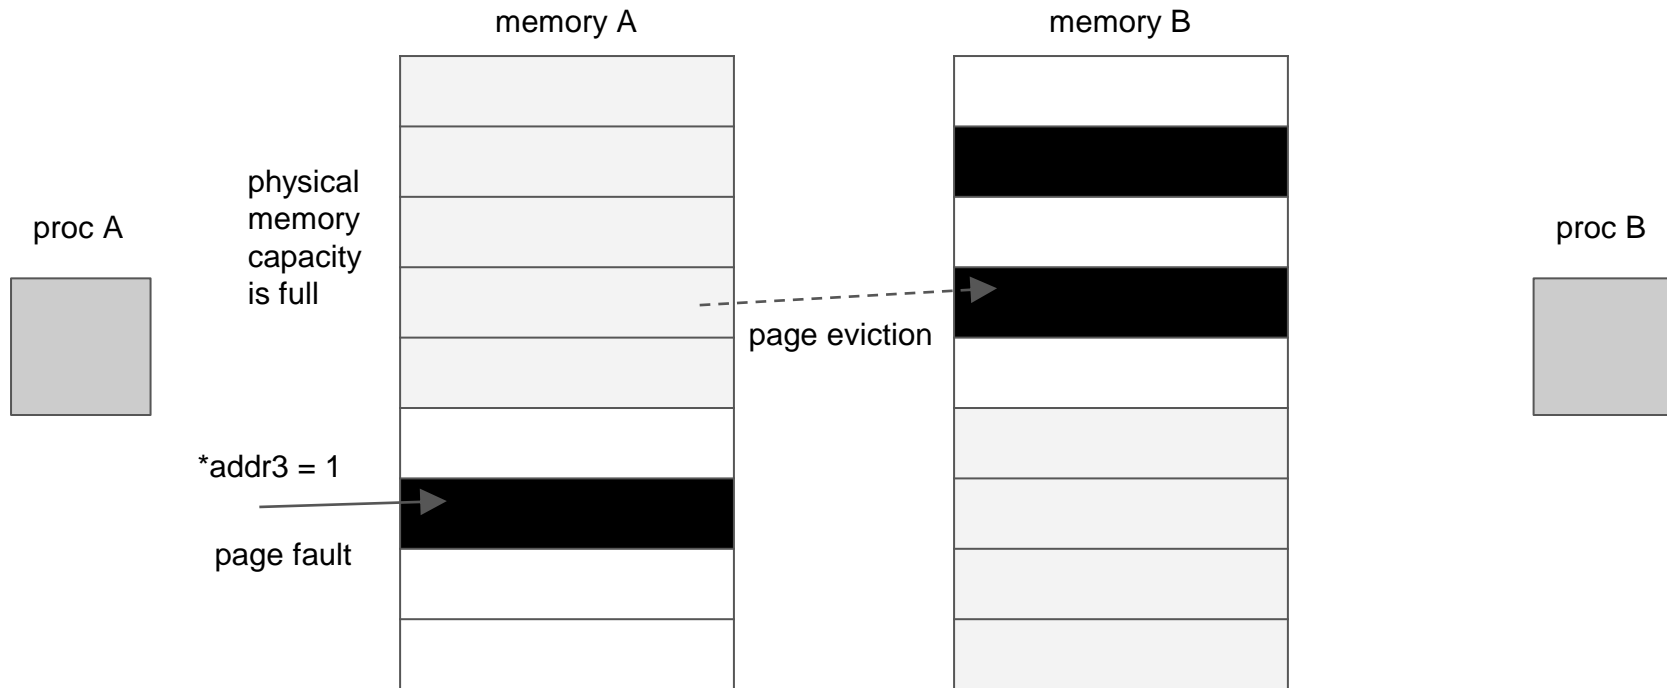 memory A
memory B
physical
memory
capacity
is full
proc A
proc B
page eviction
*addr3 = 1
page fault